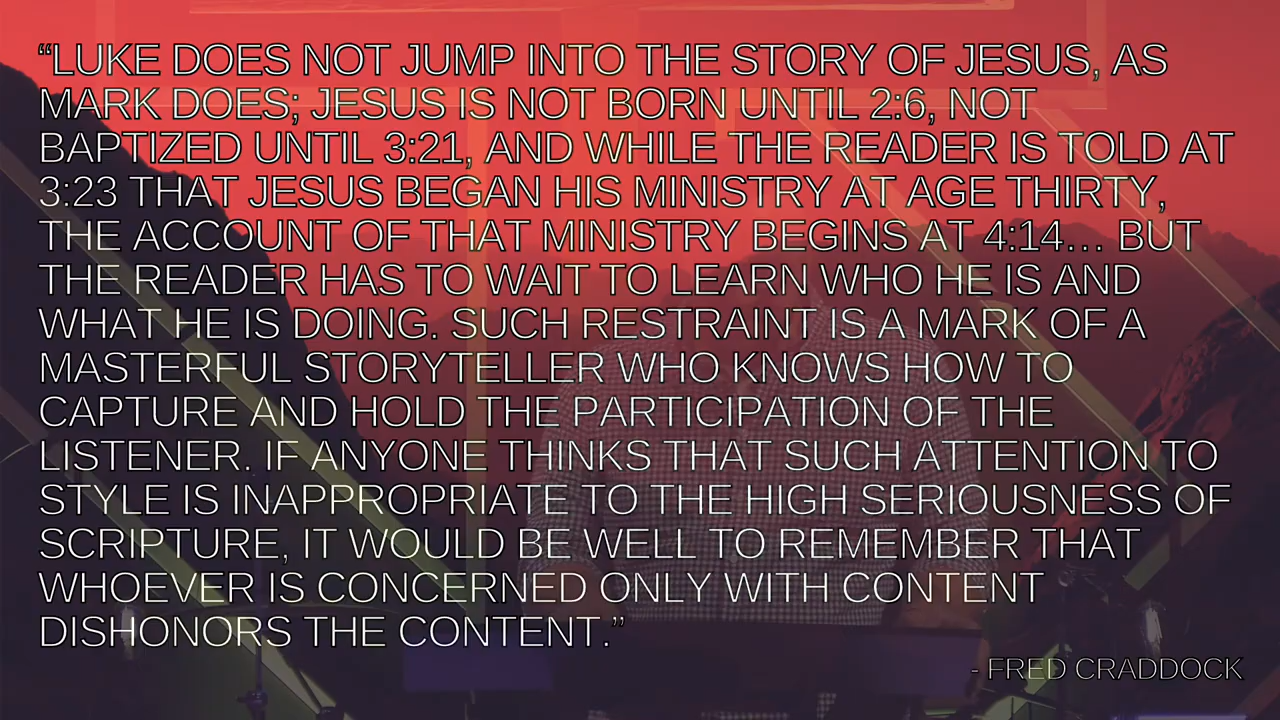 “LUKE DOES NOT JUMP INTO THE STORY OF JESUS, AS
MARK DOES; JESUS IS NOT BORN UNTIL 2:6, NOT
BAPTIZED UNTIL 3:21, AND WHILE THE READER IS TOLD AT
3:23 THAT JESUS BEGAN HIS MINISTRY AT AGE THIRTY,
THE ACCOUNT OF THAT MINISTRY BEGINS AT 4:14… BUT
THE READER HAS TO WAIT TO LEARN WHO HE IS AND
WHAT HE IS DOING. SUCH RESTRAINT IS A MARK OF A
MASTERFUL STORYTELLER WHO KNOWS HOW TO
CAPTURE AND HOLD THE PARTICIPATION OF THE
LISTENER. IF ANYONE THINKS THAT SUCH ATTENTION TO
STYLE IS INAPPROPRIATE TO THE HIGH SERIOUSNESS OF
SCRIPTURE, IT WOULD BE WELL TO REMEMBER THAT
WHOEVER IS CONCERNED ONLY WITH CONTENT
DISHONORS THE CONTENT.”
- FRED CRADDOCK